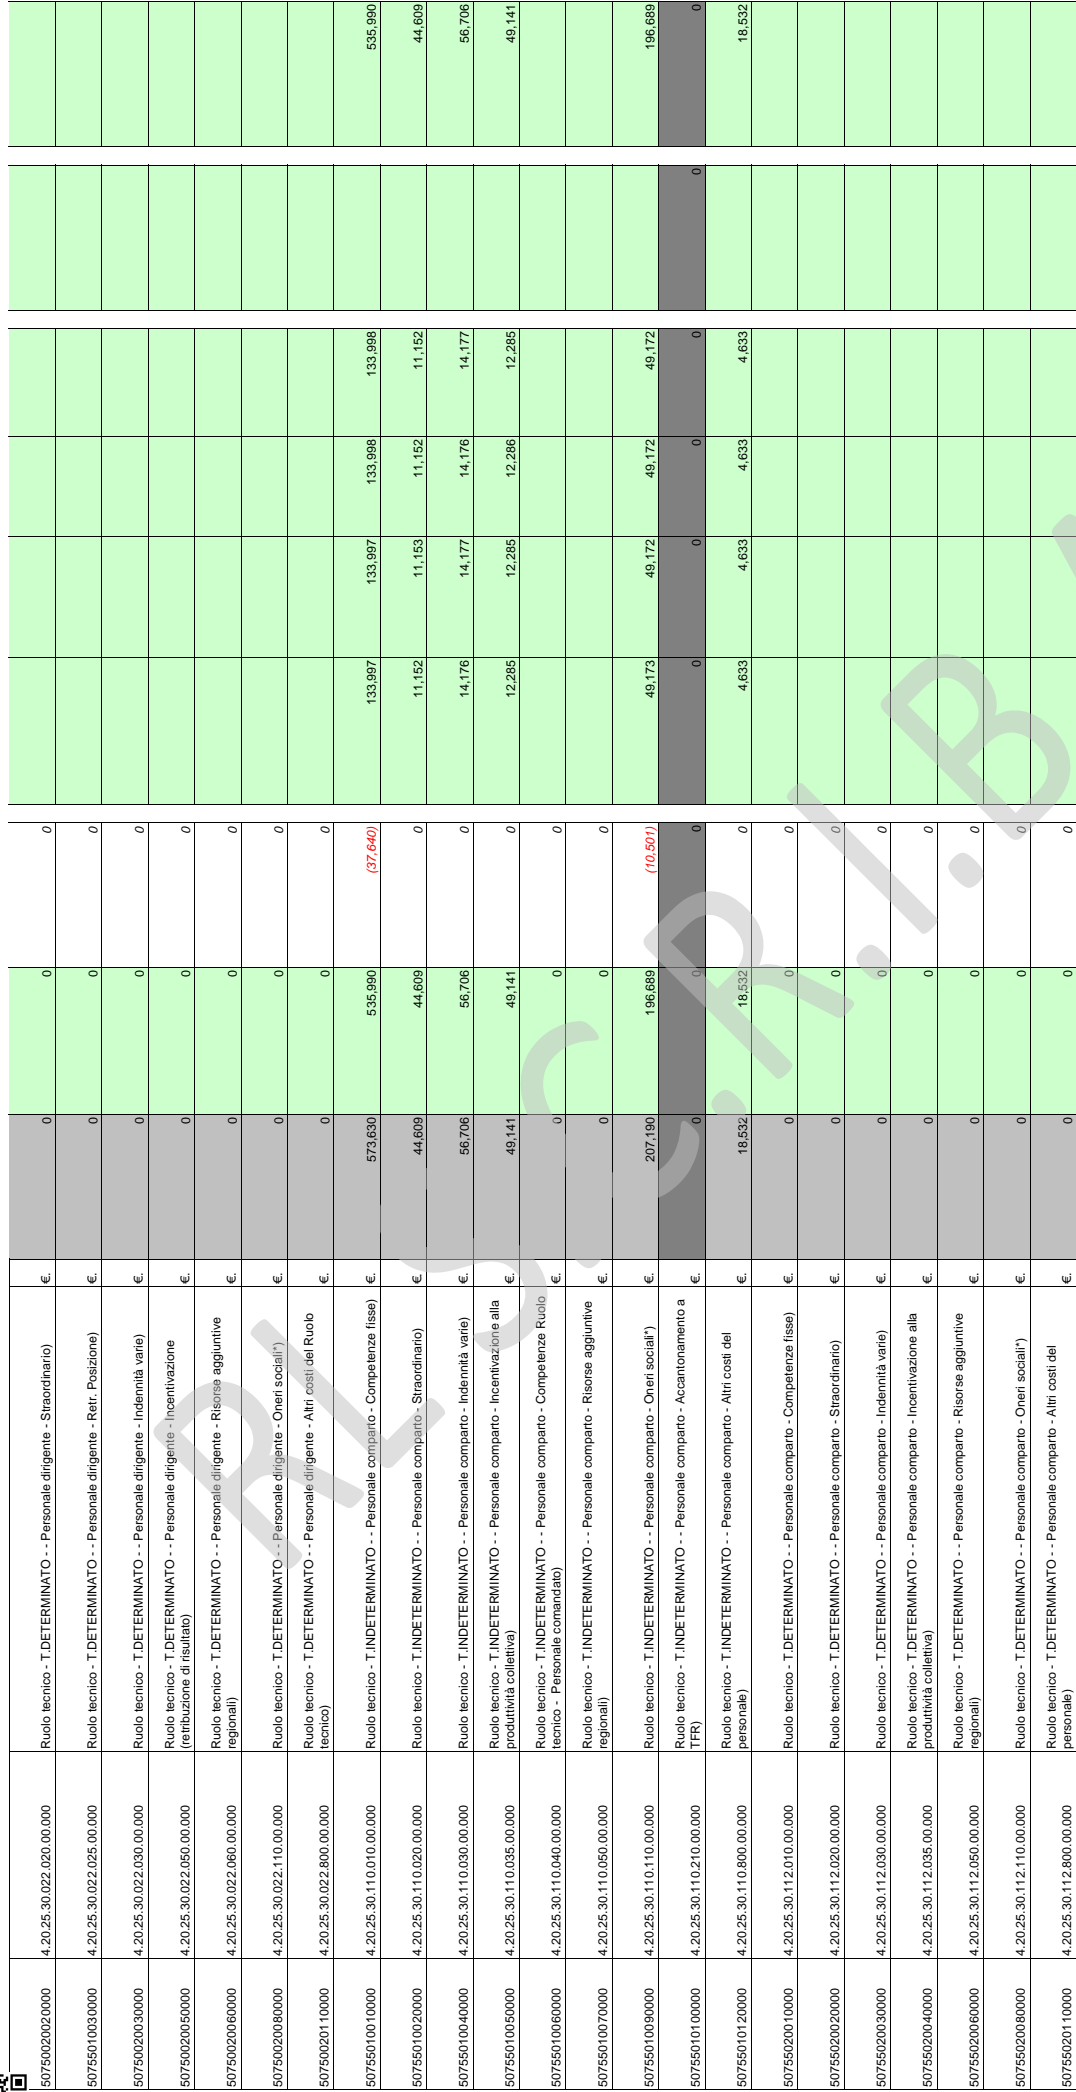 50750020020000 4.20.25.30.022.020.00.000 Ruolo tecnico - T.DETERMINATO - - Personale dirigente - Straordinario) €. 0 0 0
50755010030000 4.20.25.30.022.025.00.000 Ruolo tecnico - T.DETERMINATO - - Personale dirigente - Retr. Posizione) €. 0 0 0
50750020030000 4.20.25.30.022.030.00.000 Ruolo tecnico - T.DETERMINATO - - Personale dirigente - Indennità varie) €. 0 0 0
50750020050000 4.20.25.30.022.050.00.000 Ruolo tecnico - T.DETERMINATO - - Personale dirigente - Incentivazione
(retribuzione di risultato) €. 0 0 0
50750020060000 4.20.25.30.022.060.00.000 Ruolo tecnico - T.DETERMINATO - - Personale dirigente - Risorse aggiuntive
regionali) €. 0 0 0
50750020080000 4.20.25.30.022.110.00.000 Ruolo tecnico - T.DETERMINATO - - Personale dirigente - Oneri sociali*) €. 0 0 0
50750020110000 4.20.25.30.022.800.00.000 Ruolo tecnico - T.DETERMINATO - - Personale dirigente - Altri costi del Ruolo
tecnico) €. 0 0 0
50755010010000 4.20.25.30.110.010.00.000 Ruolo tecnico - T.INDETERMINATO - - Personale comparto - Competenze fisse) €. 573,630 535,990 (37,640) 133,997 133,997 133,998 133,998 535,990
50755010020000 4.20.25.30.110.020.00.000 Ruolo tecnico - T.INDETERMINATO - - Personale comparto - Straordinario) €. 44,609 44,609 0 11,152 11,153 11,152 11,152 44,609
50755010040000 4.20.25.30.110.030.00.000 Ruolo tecnico - T.INDETERMINATO - - Personale comparto - Indennità varie) €. 56,706 56,706 0 14,176 14,177 14,176 14,177 56,706
50755010050000 4.20.25.30.110.035.00.000 Ruolo tecnico - T.INDETERMINATO - - Personale comparto - Incentivazione alla
produttività collettiva) €. 49,141 49,141 0 12,285 12,285 12,286 12,285 49,141
50755010060000 4.20.25.30.110.040.00.000 Ruolo tecnico - T.INDETERMINATO - - Personale comparto - Competenze Ruolo
tecnico - Personale comandato) €. 0 0 0
50755010070000 4.20.25.30.110.050.00.000 Ruolo tecnico - T.INDETERMINATO - - Personale comparto - Risorse aggiuntive
regionali) €. 0 0 0
50755010090000 4.20.25.30.110.110.00.000 Ruolo tecnico - T.INDETERMINATO - - Personale comparto - Oneri sociali*) €. 207,190 196,689 (10,501) 49,173 49,172 49,172 49,172 196,689
50755010100000 4.20.25.30.110.210.00.000 Ruolo tecnico - T.INDETERMINATO - - Personale comparto - Accantonamento a
TFR) €. 0 0 0 0 0 0 0 0 0
50755010120000 4.20.25.30.110.800.00.000 Ruolo tecnico - T.INDETERMINATO - - Personale comparto - Altri costi del
personale) €. 18,532 18,532 0 4,633 4,633 4,633 4,633 18,532
50755020010000 4.20.25.30.112.010.00.000 Ruolo tecnico - T.DETERMINATO - - Personale comparto - Competenze fisse) €. 0 0 0
50755020020000 4.20.25.30.112.020.00.000 Ruolo tecnico - T.DETERMINATO - - Personale comparto - Straordinario) €. 0 0 0
50755020030000 4.20.25.30.112.030.00.000 Ruolo tecnico - T.DETERMINATO - - Personale comparto - Indennità varie) €. 0 0 0
50755020040000 4.20.25.30.112.035.00.000 Ruolo tecnico - T.DETERMINATO - - Personale comparto - Incentivazione alla
produttività collettiva) €. 0 0 0
50755020060000 4.20.25.30.112.050.00.000 Ruolo tecnico - T.DETERMINATO - - Personale comparto - Risorse aggiuntive
regionali) €. 0 0 0
50755020080000 4.20.25.30.112.110.00.000 Ruolo tecnico - T.DETERMINATO - - Personale comparto - Oneri sociali*) €. 0 0 0
50755020110000 4.20.25.30.112.800.00.000 Ruolo tecnico - T.DETERMINATO - - Personale comparto - Altri costi del
personale) €. 0 0 0
RL S.C.R.I.B.